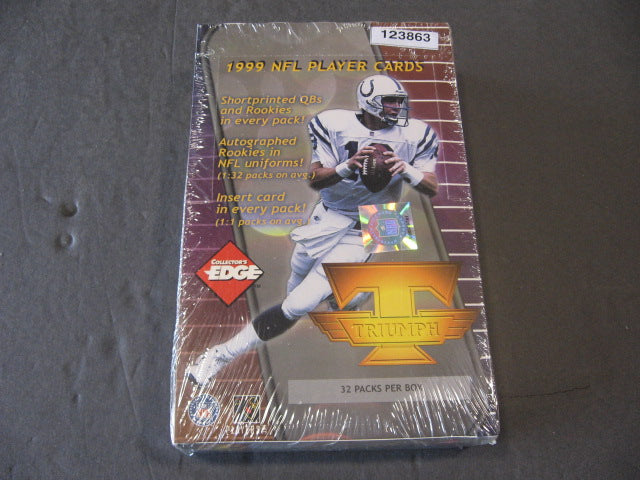 123863
1999 NFL PLAYER CARDS
Shortprinted QBs
and Rookies
in every pack!
Autographed
Rookies in
NFL uniforms!
(1:32 packs on avg.)
Insert card
in every pack!
(1:1 packs on avg.
COLLECTOR'S
EDGE
T
TRIUMPH
32 PACKS PER BOX
PLAYERS